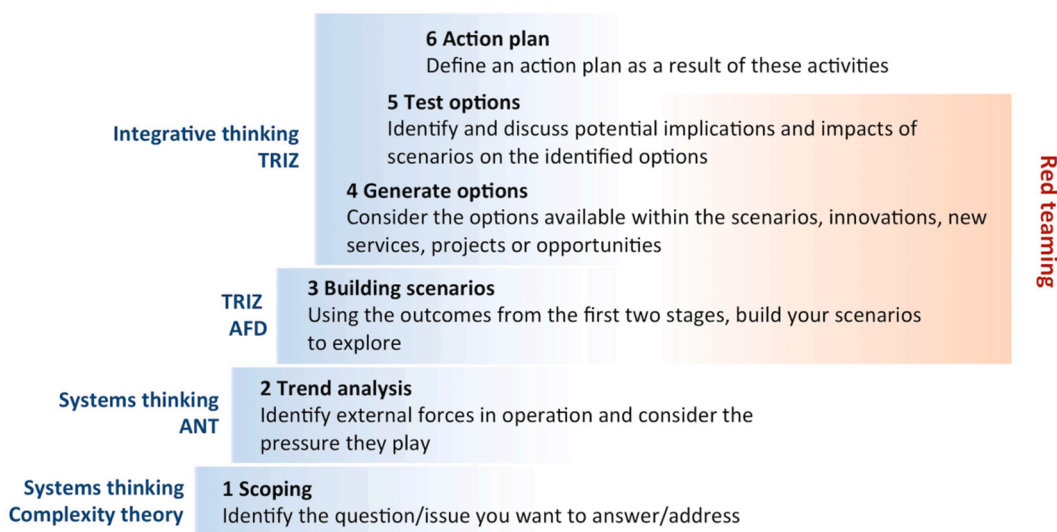 6 Action plan
Define an action plan as a result of these activities
5 Test options
Identify and discuss potential implications and impacts of
scenarios on the identified options
Integrative thinking
TRIZ
4 Generate options
Consider the options available within the scenarios, innovations, new
services, projects or opportunities
Red teaming
3 Building scenarios
Using the outcomes from the first two stages, build your scenarios
to explore
TRIZ
AFD
2 Trend analysis
Identify external forces in operation and consider the
pressure they play
Systems thinking
ANT
1 Scoping
Identify the question/issue you want to answer/address
Systems thinking
Complexity theory